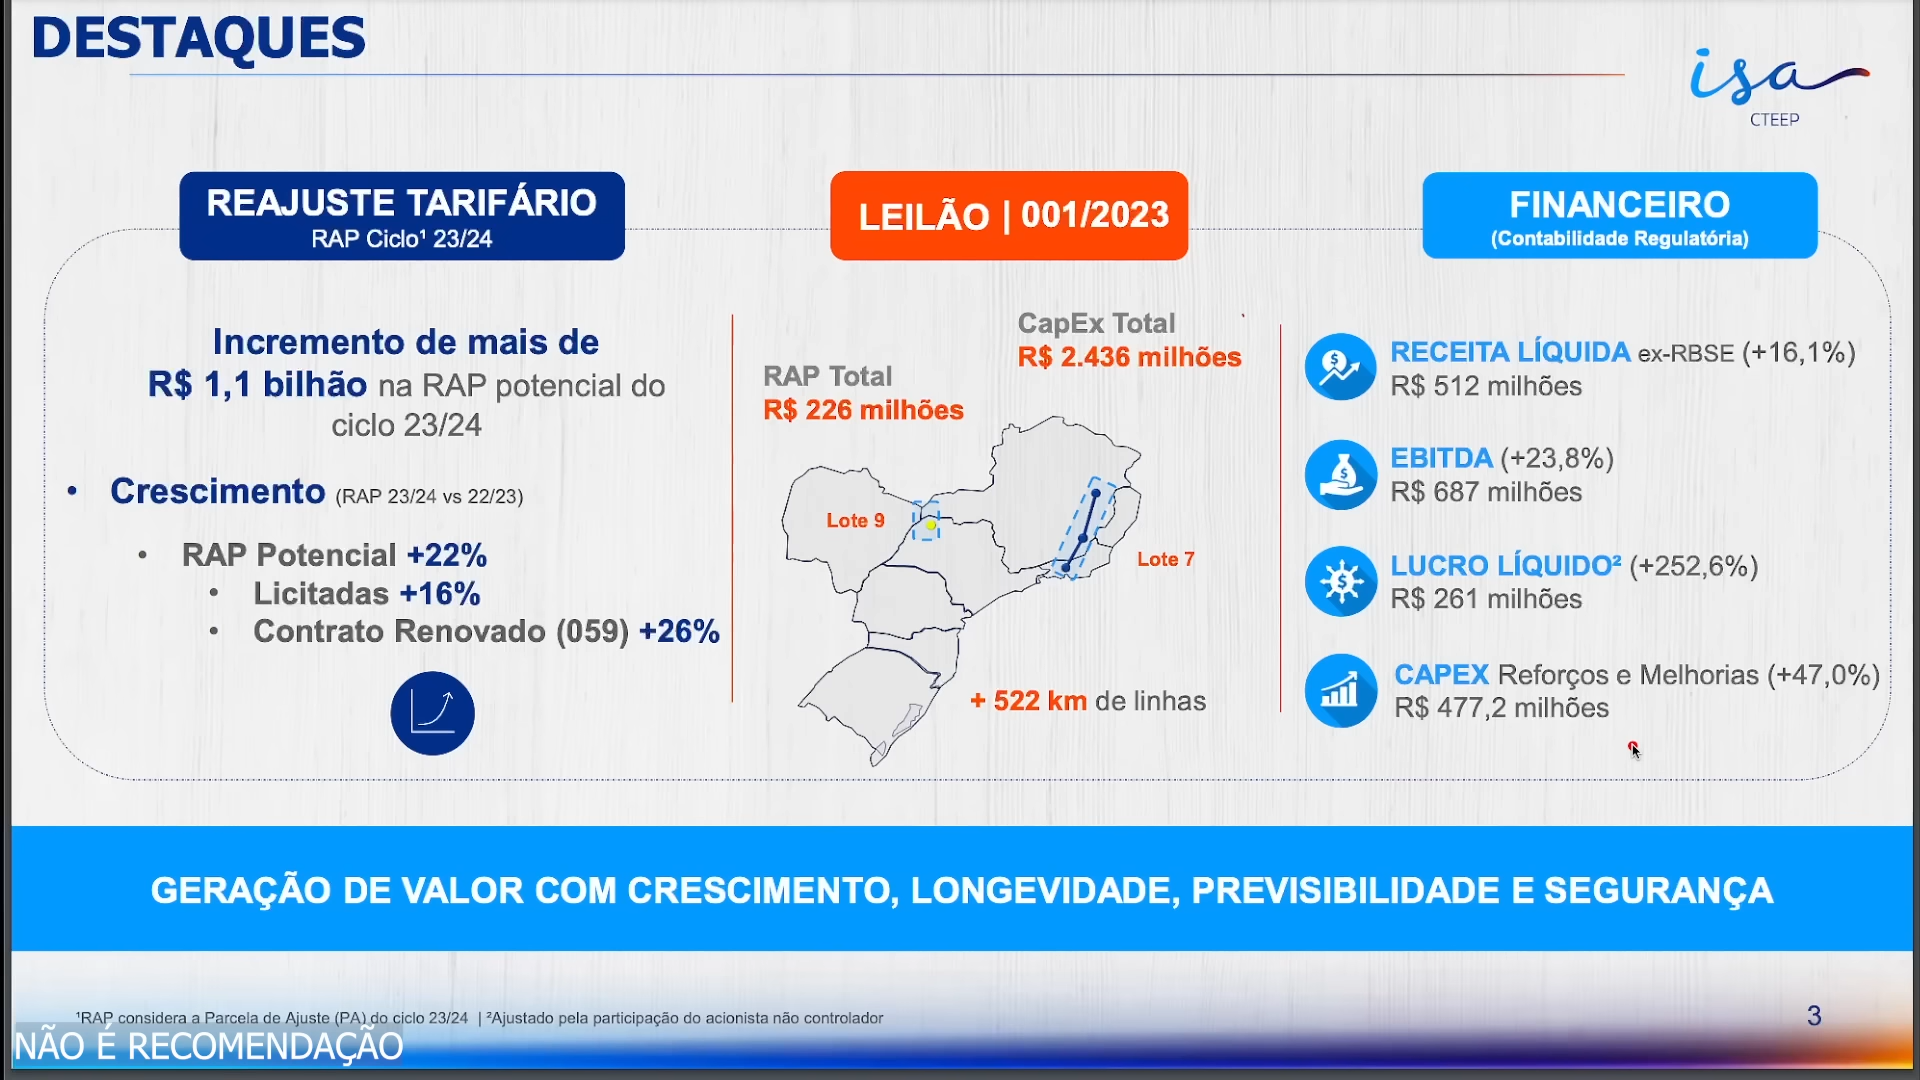 DESTAQUES
isa
CTEEP
REAJUSTE TARIFÁRIO
RAP Ciclo¹ 23/24
Incremento de mais de
R$ 1,1 bilhão na RAP potencial do
ciclo 23/24
• Crescimento (RAP 23/24 vs 22/23)
• RAP Potencial +22%
• Licitadas +16%
• Contrato Renovado (059) +26%
LEILÃO | 001/2023
CapEx Total
R$ 2.436 milhões
RAP Total
R$ 226 milhões
Lote 9
Lote 7
+ 522 km de linhas
FINANCEIRO
(Contabilidade Regulatória)
RECEITA LÍQUIDA ex-RBSE (+16,1%)
R$ 512 milhões
EBITDA (+23,8%)
R$ 687 milhões
LUCRO LÍQUIDO² (+252,6%)
R$ 261 milhões
CAPEX Reforços e Melhorias (+47,0%)
R$ 477,2 milhões
GERAÇÃO DE VALOR COM CRESCIMENTO, LONGEVIDADE, PREVISIBILIDADE E SEGURANÇA
¹RAP considera a Parcela de Ajuste (PA) do ciclo 23/24 | ²Ajustado pela participação do acionista não controlador
3
NÃO É RECOMENDAÇÃO